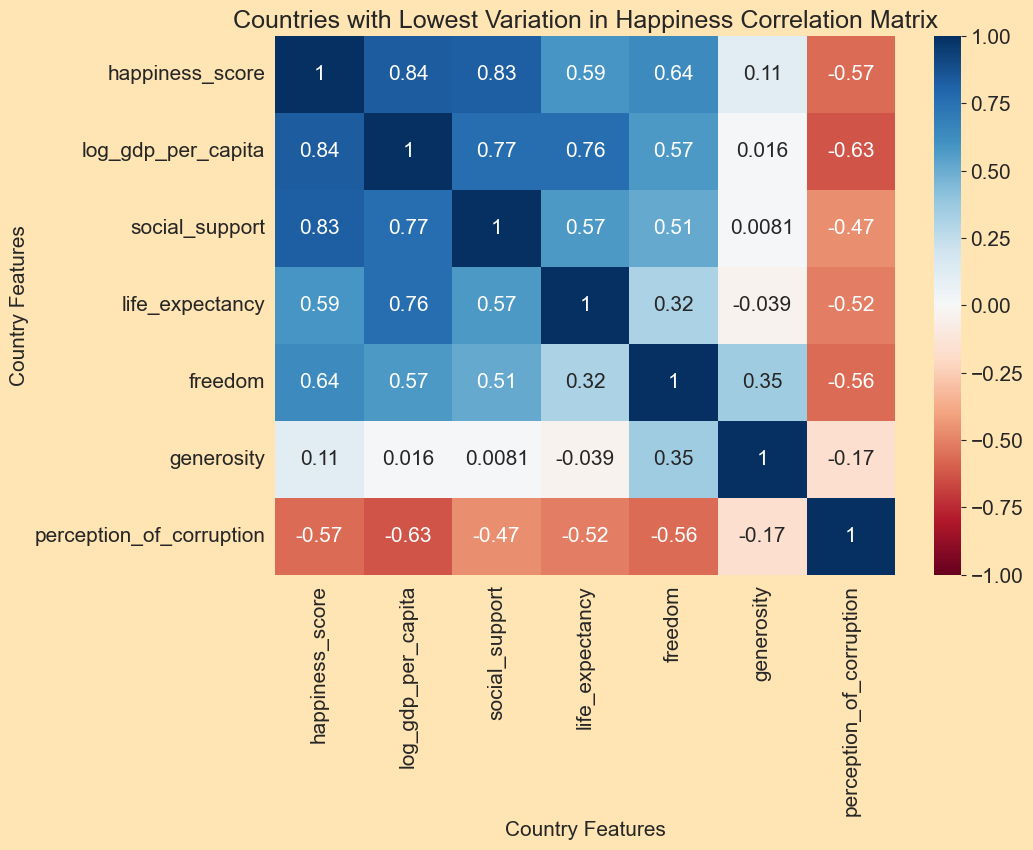 Countries with Lowest Variation in Happiness Correlation Matrix
Country Features
happiness_score 1 0.84 0.83 0.59 0.64 0.11 -0.57
log_gdp_per_capita 0.84 1 0.77 0.76 0.57 0.016 -0.63
social_support 0.83 0.77 1 0.57 0.51 0.0081 -0.47
life_expectancy 0.59 0.76 0.57 1 0.32 -0.039 -0.52
freedom 0.64 0.57 0.51 0.32 1 0.35 -0.56
generosity 0.11 0.016 0.0081 -0.039 0.35 1 -0.17
perception_of_corruption -0.57 -0.63 -0.47 -0.52 -0.56 -0.17 1
happiness_score
log_gdp_per_capita
social_support
life_expectancy
freedom
generosity
perception_of_corruption
Country Features
1.00
0.75
0.50
0.25
0.00
−0.25
−0.50
−0.75
−1.00